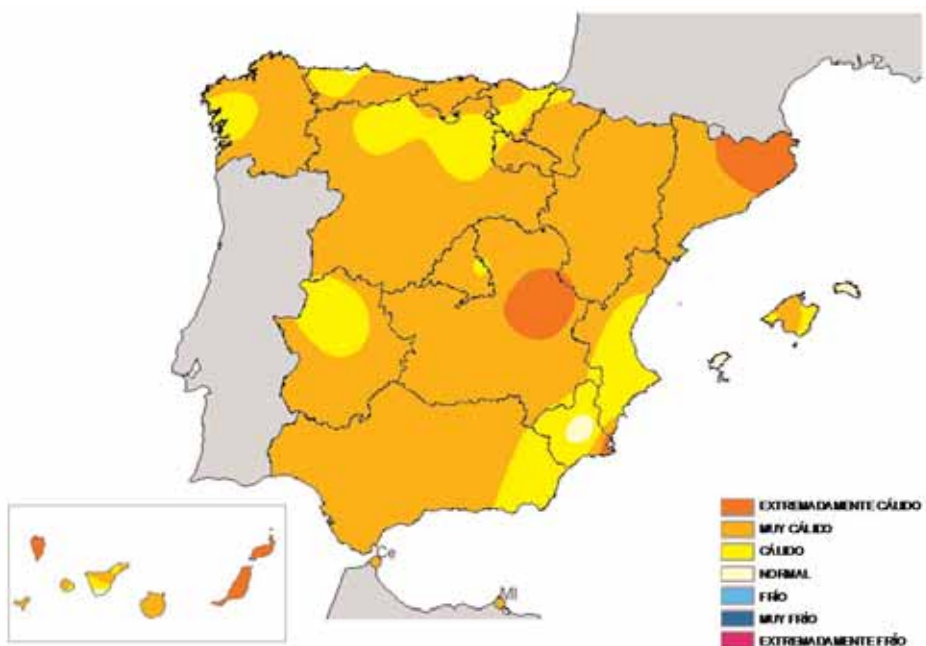 Ce
Ml
EXTREMADAMENTE CÁLIDO
MUY CÁLIDO
CÁLIDO
NORMAL
FRÍO
MUY FRÍO
EXTREMADAMENTE FRÍO